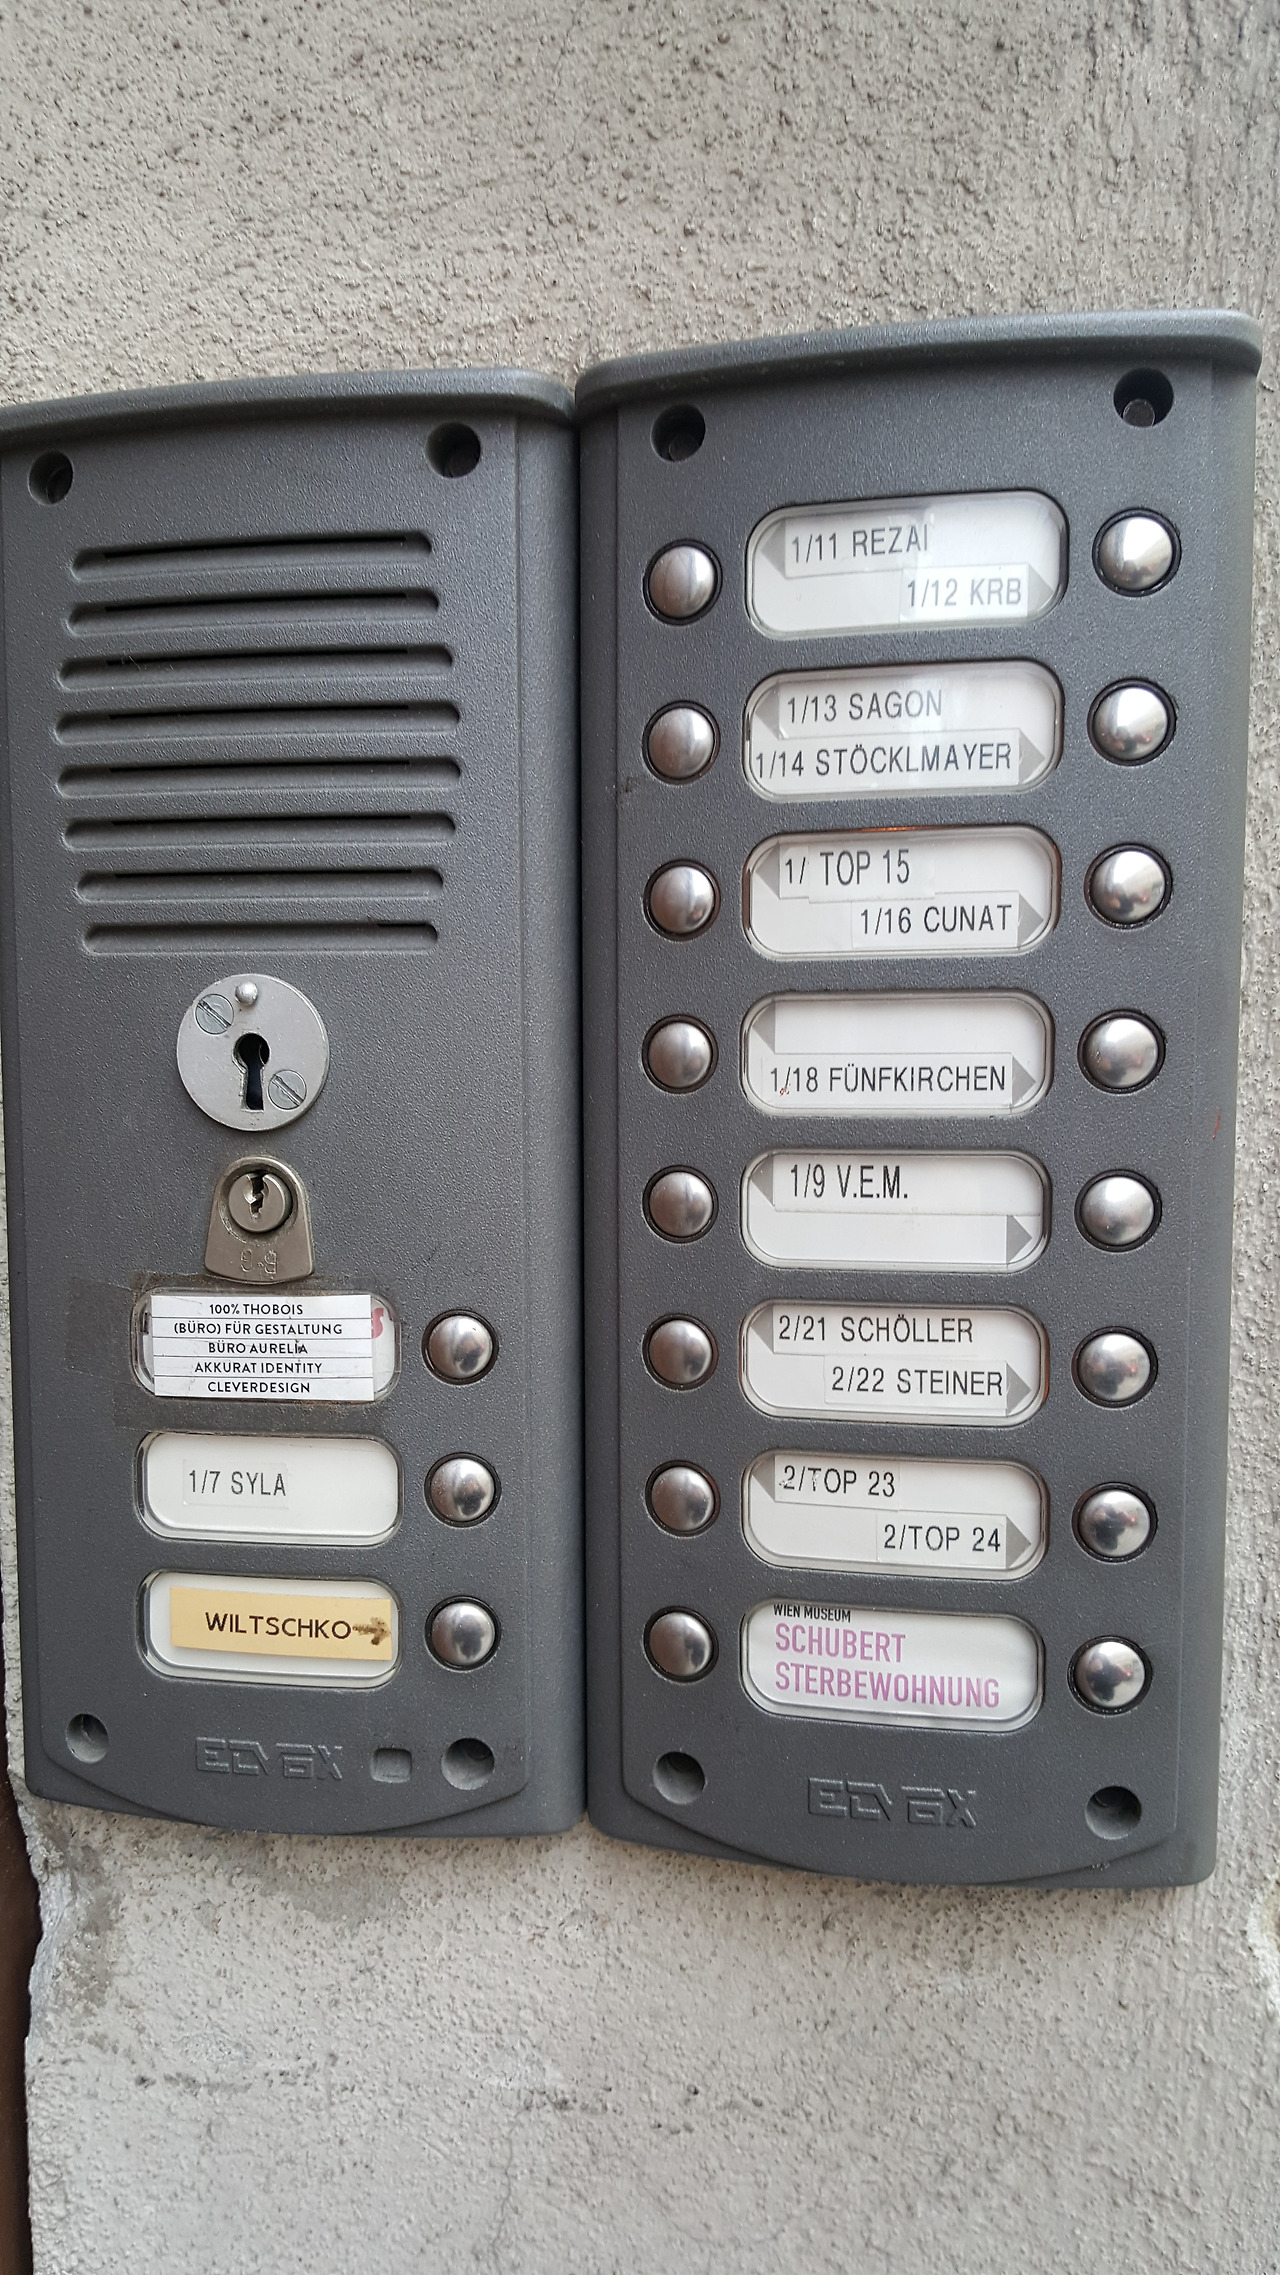 100% THOBOIS
(BÜRO) FÜR GESTALTUNG
BÜRO AURELIA
AKKURAT IDENTITY
CLEVERDESIGN
1/7 SYLA
WILTSCHKO
ELVOX
1/11 REZAI
1/12 KRB
1/13 SAGON
1/14 STÖCKLMAYER
1/ TOP 15
1/16 CUNAT
1/18 FÜNFKIRCHEN
1/9 V.E.M.
2/21 SCHÖLLER
2/22 STEINER
2/TOP 23
2/TOP 24
WIEN MUSEUM
SCHUBERT
STERBEWOHNUNG
ELVOX